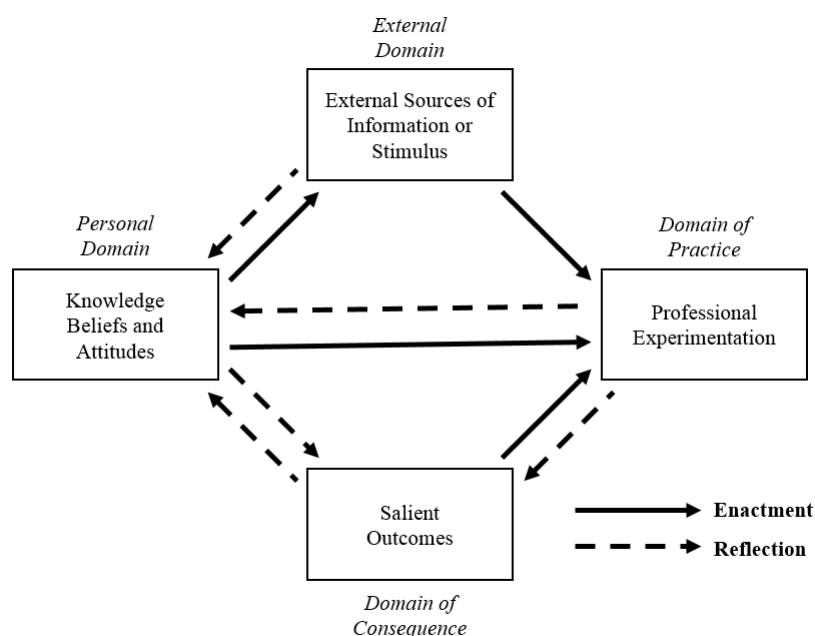 External
Domain
External Sources of
Information or
Stimulus
Personal
Domain
Domain of
Practice
Knowledge
Beliefs and
Attitudes
Professional
Experimentation
Salient
Outcomes
Enactment
Reflection
Domain of
Consequence